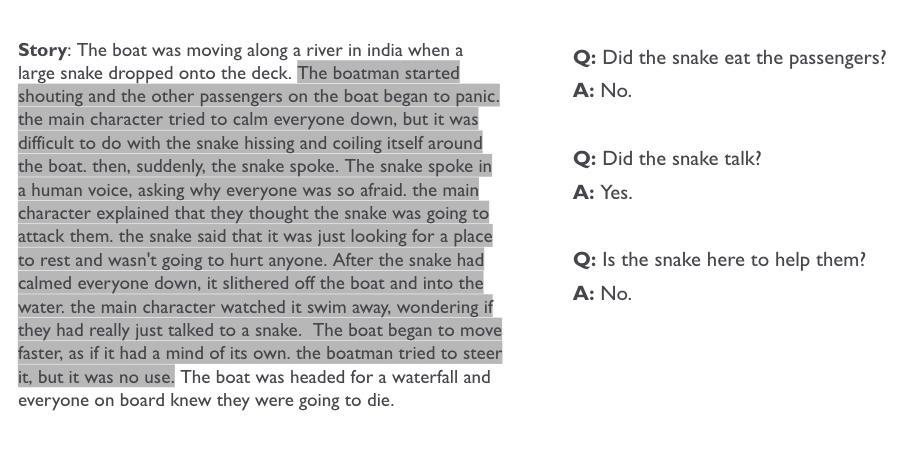 Story: The boat was moving along a river in india when a
large snake dropped onto the deck. The boatman started
shouting and the other passengers on the boat began to panic.
the main character tried to calm everyone down, but it was
difficult to do with the snake hissing and coiling itself around
the boat. then, suddenly, the snake spoke. The snake spoke in
a human voice, asking why everyone was so afraid. the main
character explained that they thought the snake was going to
attack them. the snake said that it was just looking for a place
to rest and wasn't going to hurt anyone. After the snake had
calmed everyone down, it slithered off the boat and into the
water. the main character watched it swim away, wondering if
they had really just talked to a snake.  The boat began to move
faster, as if it had a mind of its own. the boatman tried to steer
it, but it was no use. The boat was headed for a waterfall and
everyone on board knew they were going to die.
Q: Did the snake eat the passengers?
A: No.
Q: Did the snake talk?
A: Yes.
Q: Is the snake here to help them?
A: No.